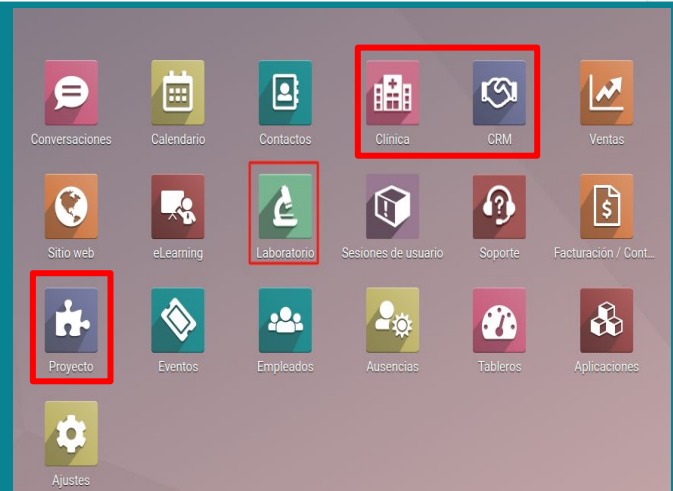 Conversaciones Calendario Contactos Clínica CRM Ventas
Sitio web eLearning Laboratorio Sesiones de usuario Soporte Facturación / Cont...
Proyecto Eventos Empleados Ausencias Tableros Aplicaciones
Ajustes